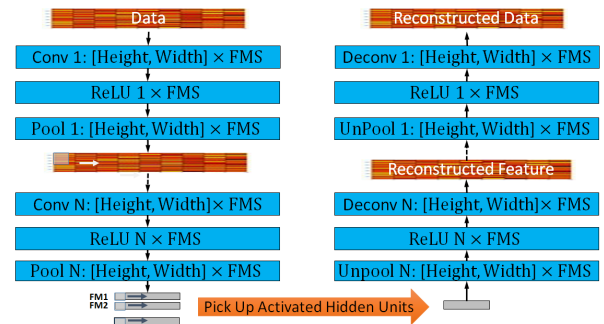 Data
Conv 1: [Height, Width] × FMS
ReLU 1 × FMS
Pool 1: [Height, Width] × FMS
Conv N: [Height, Width] × FMS
ReLU N × FMS
Pool N: [Height, Width] × FMS
FM1
FM2
Pick Up Activated Hidden Units
Reconstructed Data
Deconv 1: [Height, Width] × FMS
ReLU 1 × FMS
UnPool 1: [Height, Width] × FMS
Reconstructed Feature
Deconv N: [Height, Width] × FMS
ReLU N × FMS
Unpool N: [Height, Width] × FMS